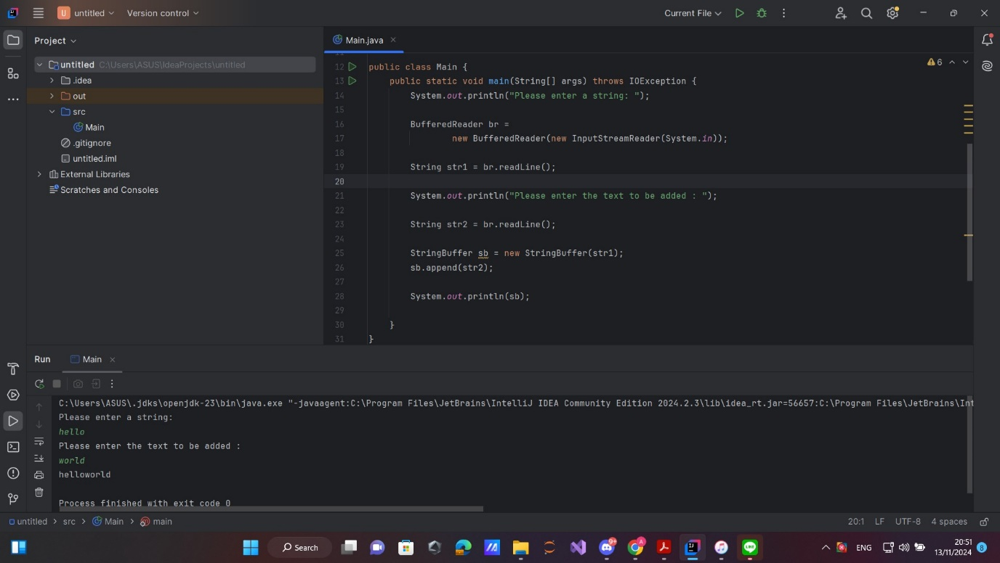 untitled
Version control
Current File
Project
Main.java
untitled C:\Users\ASUS\IdeaProjects\untitled
.idea
out
src
Main
.gitignore
untitled.iml
External Libraries
Scratches and Consoles
6
12 public class Main {
13 public static void main(String[] args) throws IOException {
14 System.out.println("Please enter a string: ");
15
16 BufferedReader br =
17 new BufferedReader(new InputStreamReader(System.in));
18
19 String str1 = br.readLine();
20
21 System.out.println("Please enter the text to be added : ");
22
23 String str2 = br.readLine();
24
25 StringBuffer sb = new StringBuffer(str1);
26 sb.append(str2);
27
28 System.out.println(sb);
29
30 }
31 }
Run Main
C:\Users\ASUS\.jdks\openjdk-23\bin\java.exe "-javaagent:C:\Program Files\JetBrains\IntelliJ IDEA Community Edition 2024.2.3\lib\idea_rt.jar=56657:C:\Program Files\JetBrains\Int
Please enter a string:
hello
Please enter the text to be added :
world
helloworld
Process finished with exit code 0
untitled > src > Main > main
20:1 LF UTF-8 4 spaces
Search
ENG
20:51
13/11/2024
8